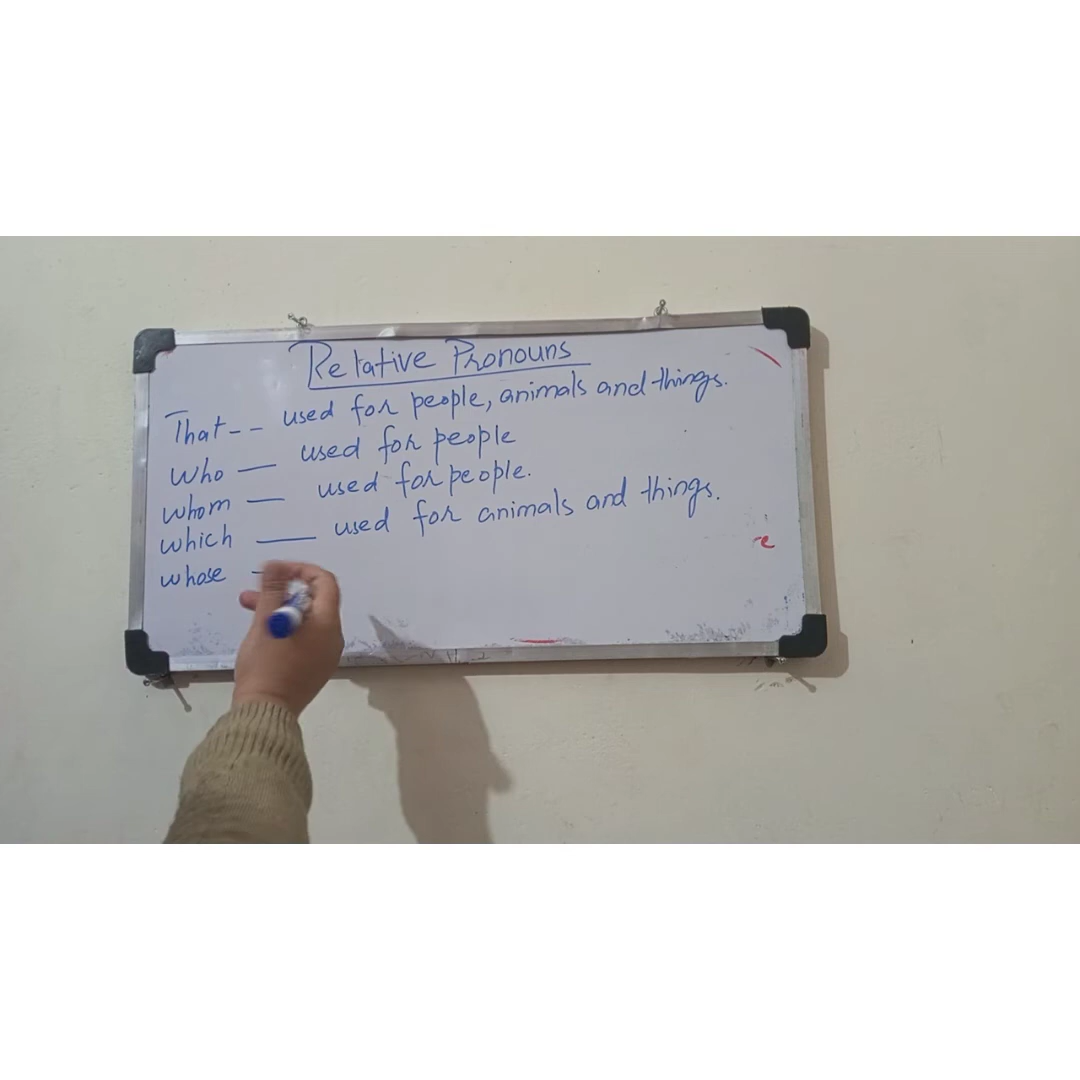 Relative Pronouns
That-- used for people, animals and things.
who — used for people
whom — used for people.
which — used for animals and things.
whose –
e